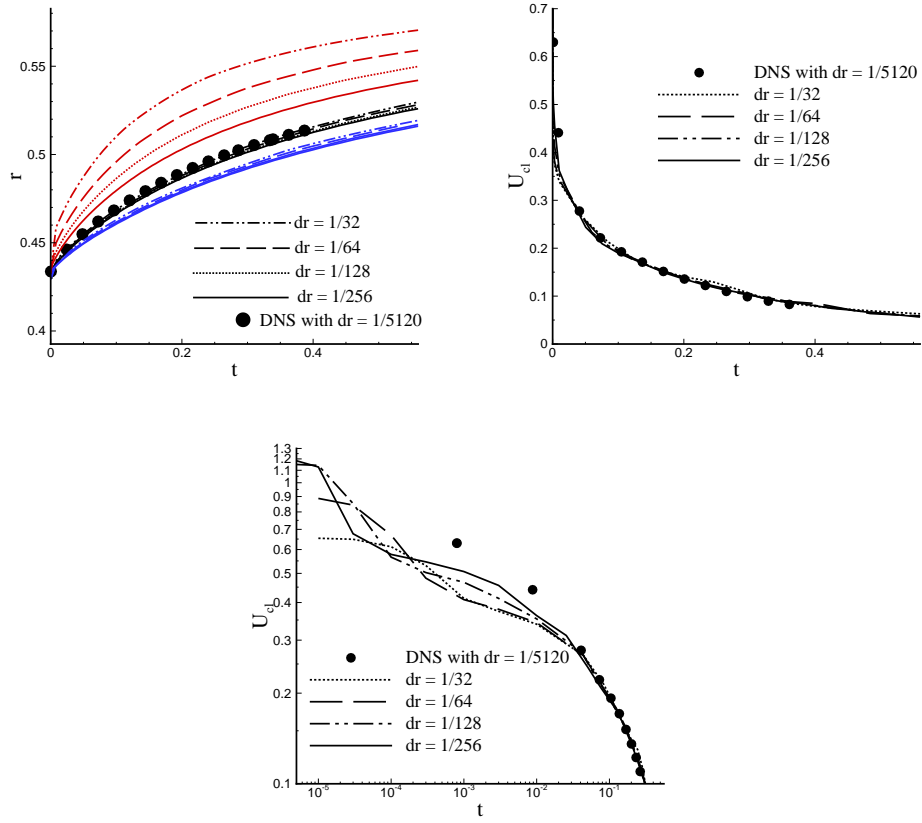 r
0.55
0.5
0.45
0.4
0
0.2
0.4
t
dr = 1/32
dr = 1/64
dr = 1/128
dr = 1/256
DNS with dr = 1/5120
U_cl
0.7
0.6
0.5
0.4
0.3
0.2
0.1
0
0
0.2
0.4
t
DNS with dr = 1/5120
dr = 1/32
dr = 1/64
dr = 1/128
dr = 1/256
U_cl
1.3
1.2
1.1
1
0.9
0.8
0.7
0.6
0.5
0.4
0.3
0.2
0.1
10^-5
10^-4
10^-3
10^-2
10^-1
t
DNS with dr = 1/5120
dr = 1/32
dr = 1/64
dr = 1/128
dr = 1/256